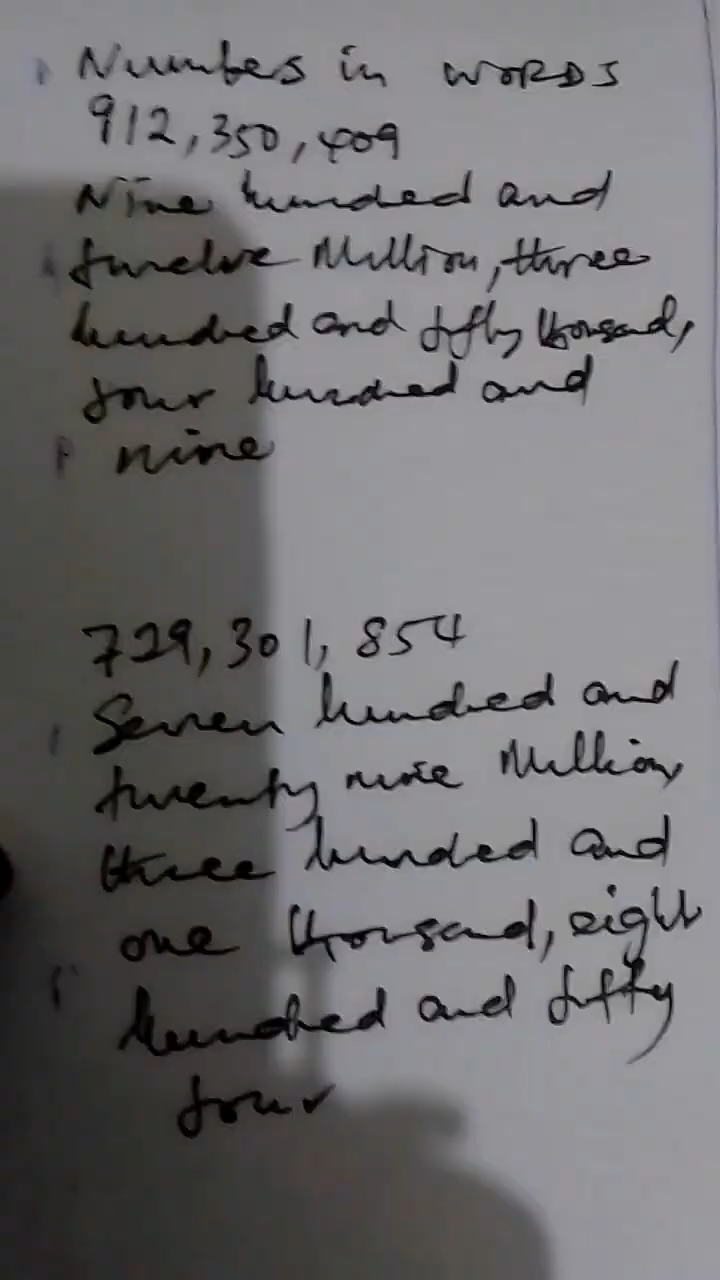 Numbers in WORDS
912,350,409
Nine hundred and
twelve Million, three
hundred and fifty thousand,
four hundred and
nine
729,301,854
Seven hundred and
twenty nine Million,
three hundred and
one thousand, eight
hundred and fifty
four